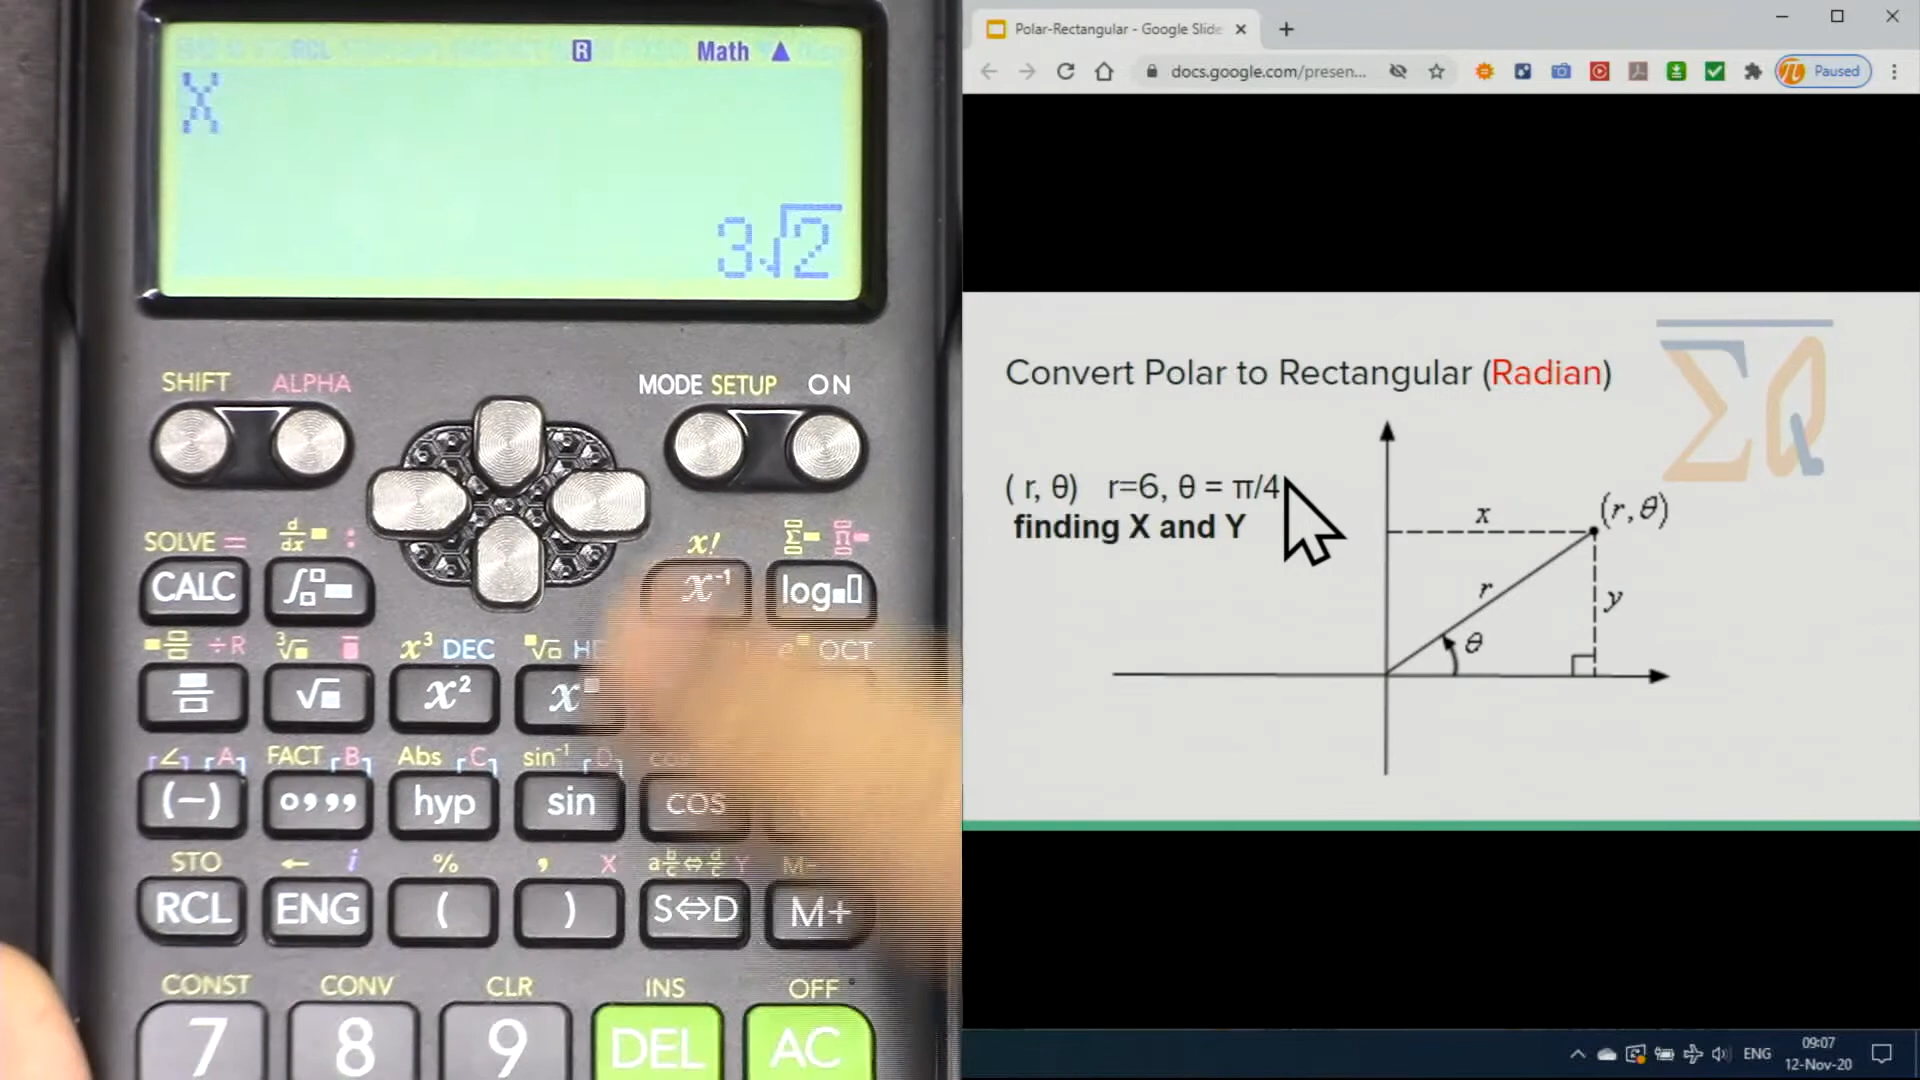 R Math ▲
X
3√2
SHIFT ALPHA MODE SETUP ON
SOLVE = d/dx : x! Σ Π
CALC ∫ x⁻¹ log
÷R ∛ x³ DEC √ OCT
√ x² x
∠ A FACT B Abs C sin⁻¹ D
(−) °,,, hyp sin cos
STO ← i % , X a b/c⇔d/c Y M−
RCL ENG ( ) S⇔D M+
CONST CONV CLR INS OFF
7 8 9 DEL AC
Polar-Rectangular - Google Slide
docs.google.com/presen...
Paused
ΣQ
Convert Polar to Rectangular (Radian)
( r, θ) r=6, θ = π/4
finding X and Y
x
(r,θ)
r
y
θ
ENG
09:07
12-Nov-20